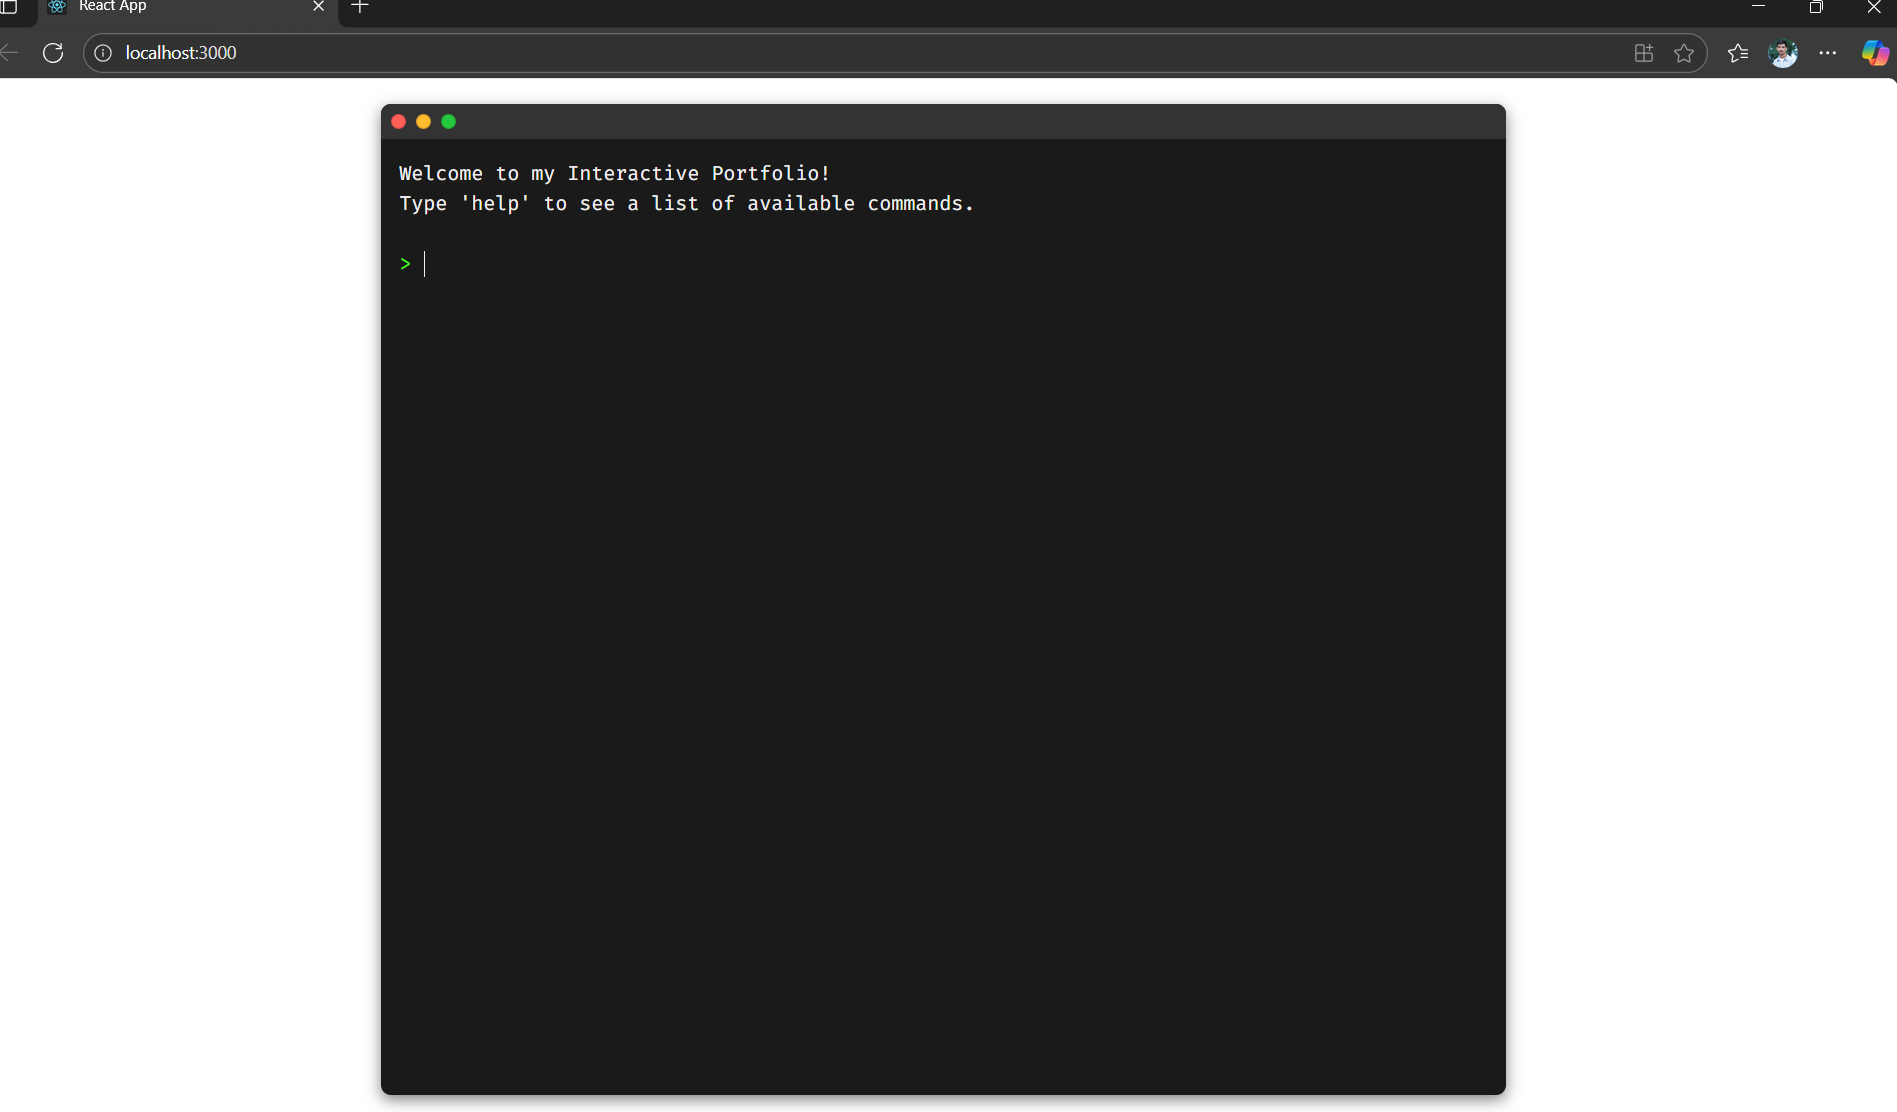 React App
localhost:3000
Welcome to my Interactive Portfolio!
Type 'help' to see a list of available commands.
>